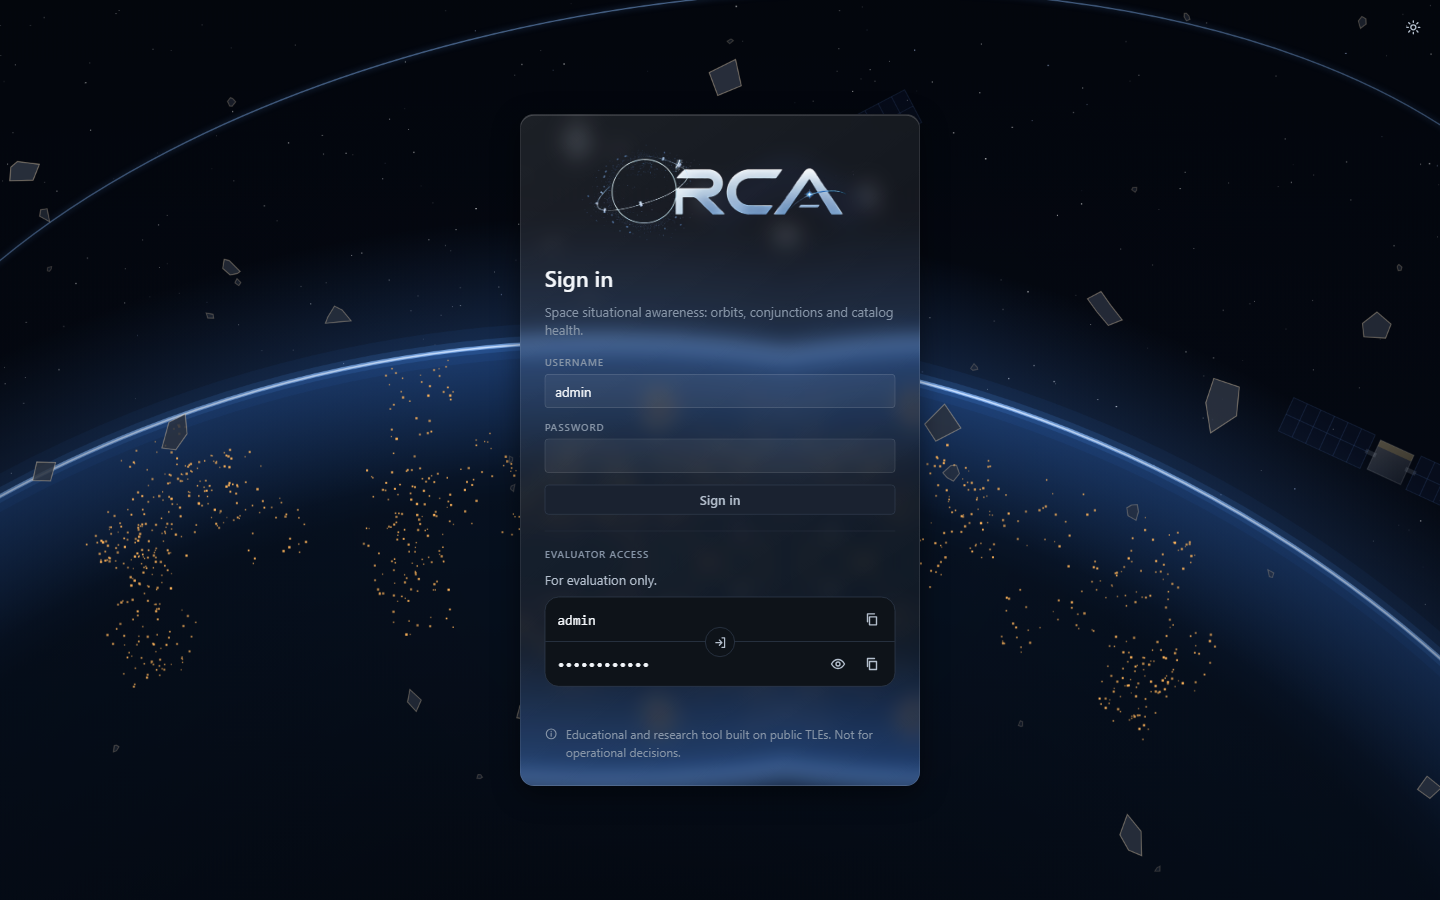 ORCA
Sign in
Space situational awareness: orbits, conjunctions and catalog
health.
USERNAME
admin
PASSWORD
Sign in
EVALUATOR ACCESS
For evaluation only.
admin
••••••••••••
Educational and research tool built on public TLEs. Not for
operational decisions.